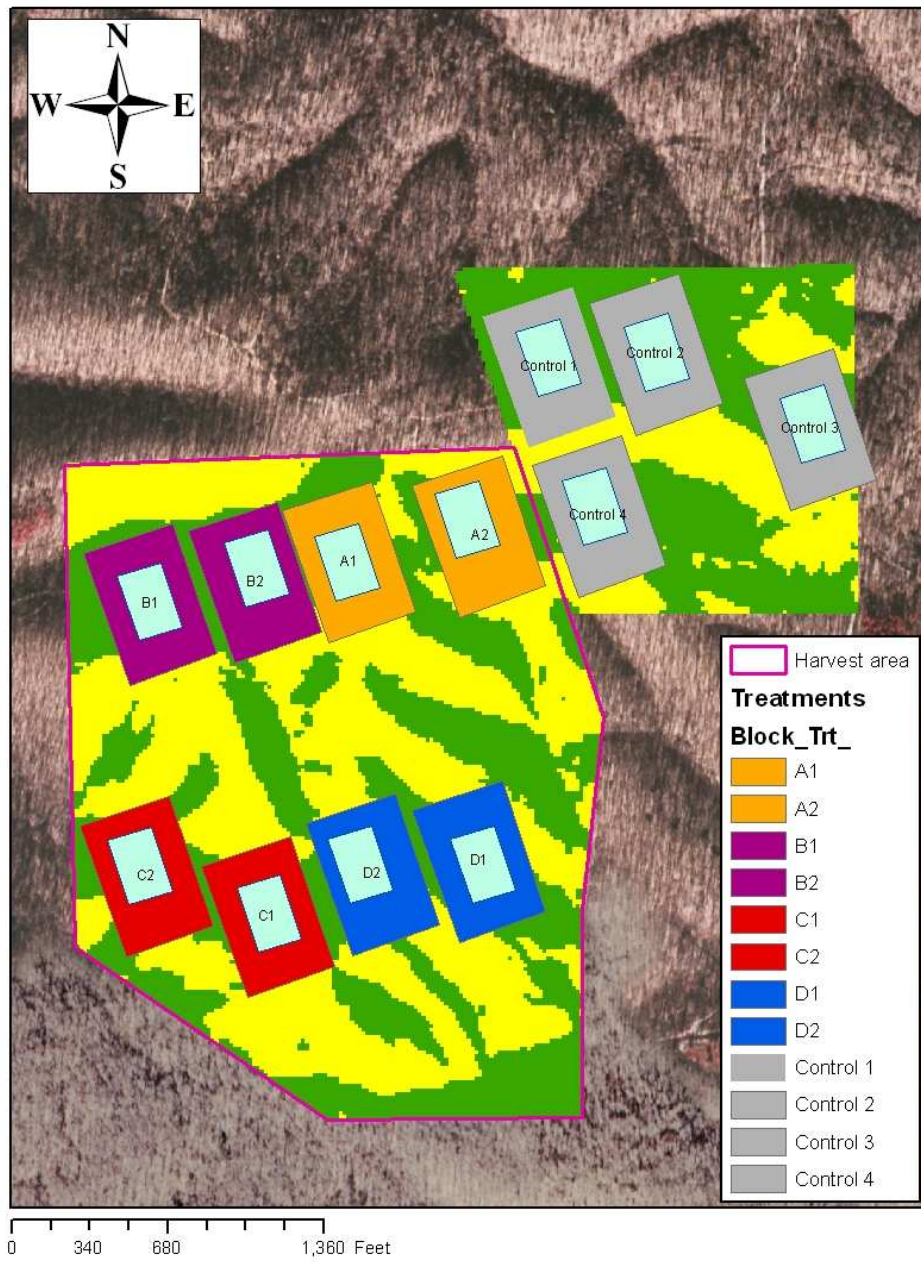 N
W E
S
Control 1
Control 2
Control 3
Control 4
A2
A1
B2
B1
C2
D2
D1
C1
Harvest area
Treatments
Block_Trt_
A1
A2
B1
B2
C1
C2
D1
D2
Control 1
Control 2
Control 3
Control 4
0 340 680 1,360 Feet